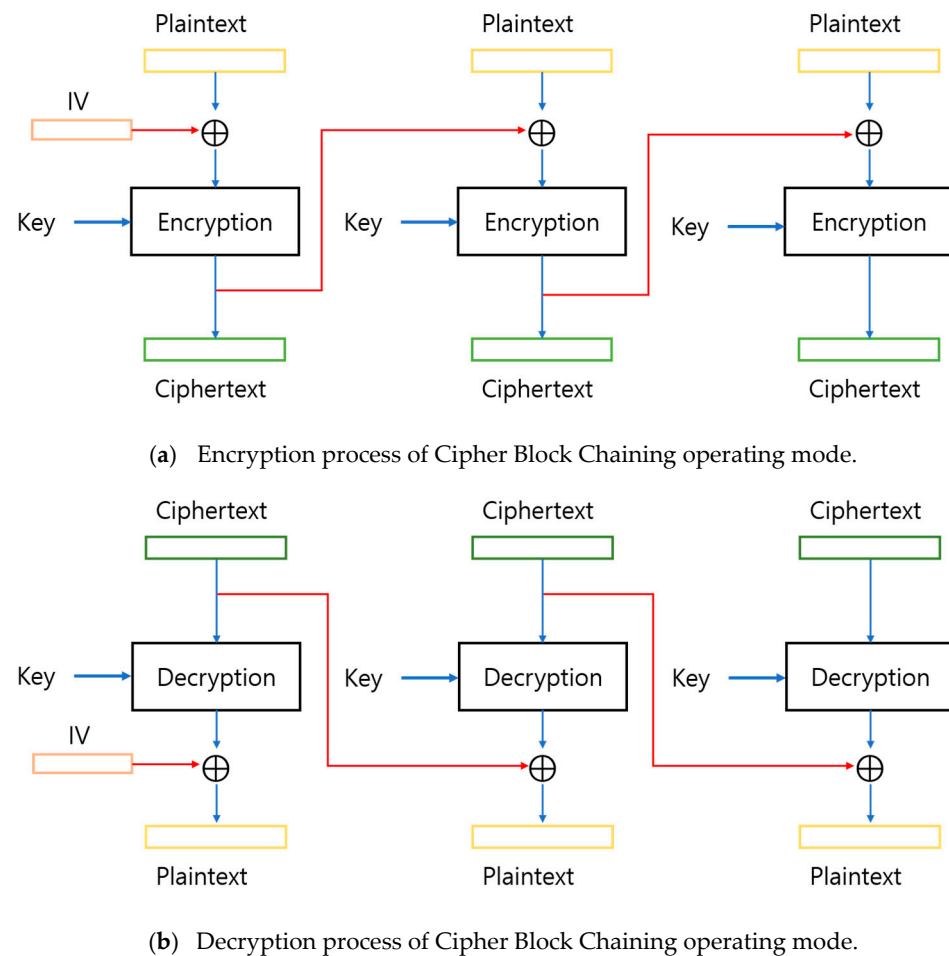 Plaintext Plaintext Plaintext
IV
Key Encryption Key Encryption Key Encryption
Ciphertext Ciphertext Ciphertext
(a) Encryption process of Cipher Block Chaining operating mode.
Ciphertext Ciphertext Ciphertext
Key Decryption Key Decryption Key Decryption
IV
Plaintext Plaintext Plaintext
(b) Decryption process of Cipher Block Chaining operating mode.